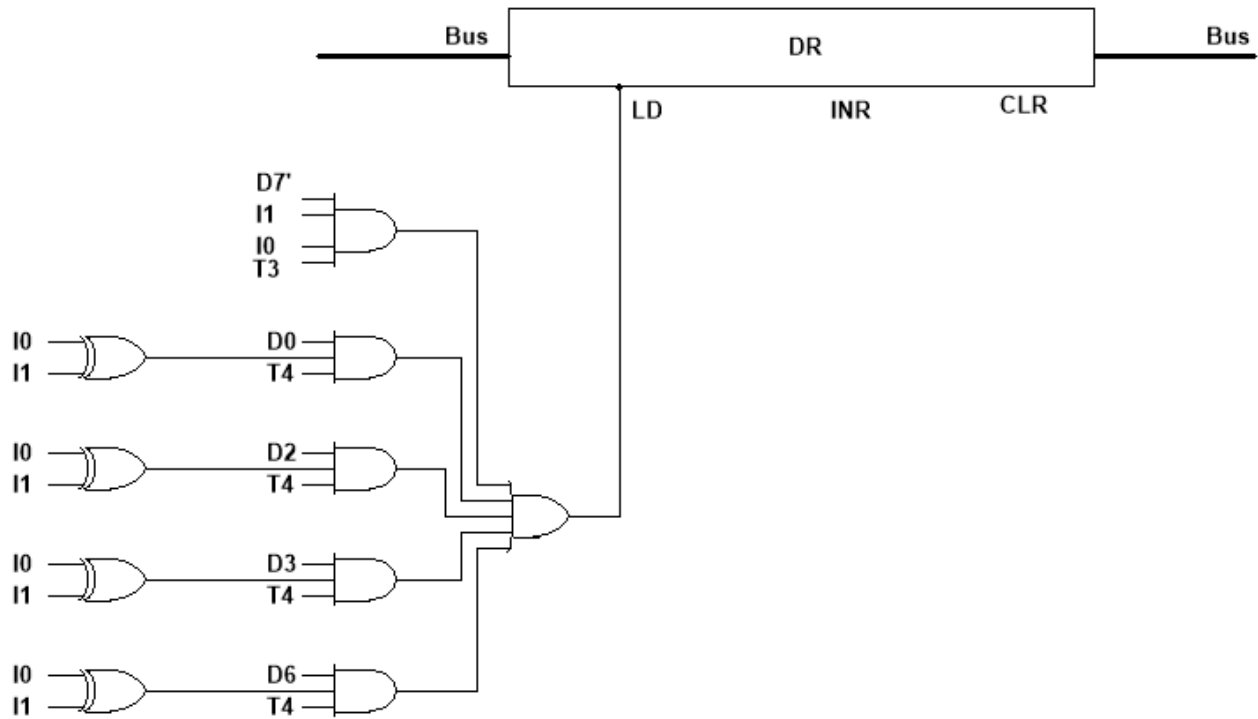 Bus DR Bus
LD INR CLR
D7'
I1
I0
T3
I0 D0
I1 T4
I0 D2
I1 T4
I0 D3
I1 T4
I0 D6
I1 T4